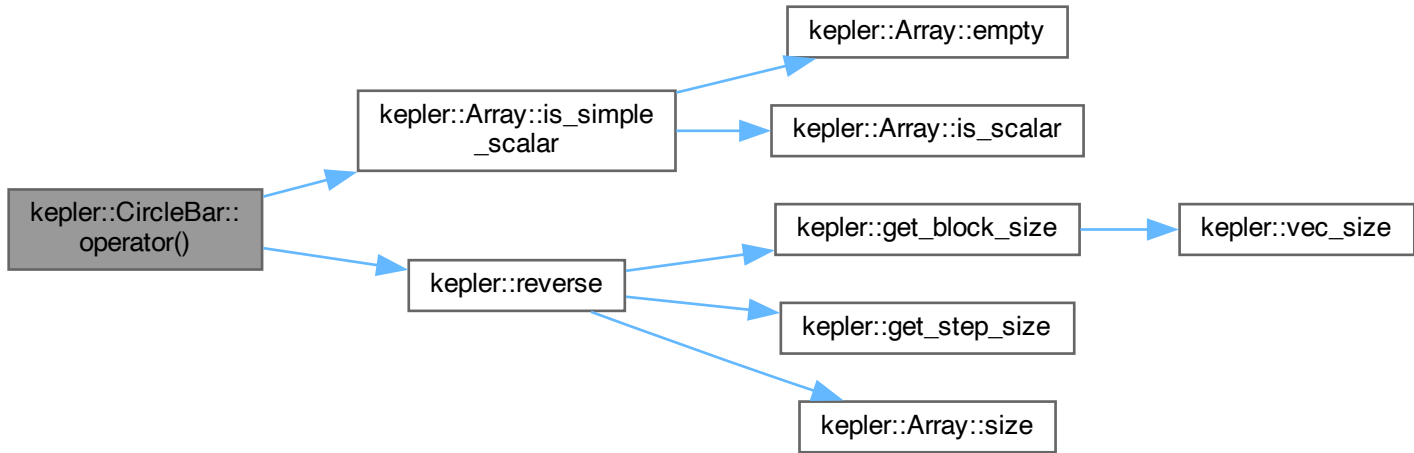 kepler::Array::empty
kepler::Array::is_simple
_scalar
kepler::Array::is_scalar
kepler::CircleBar::
operator()
kepler::get_block_size
kepler::vec_size
kepler::reverse
kepler::get_step_size
kepler::Array::size